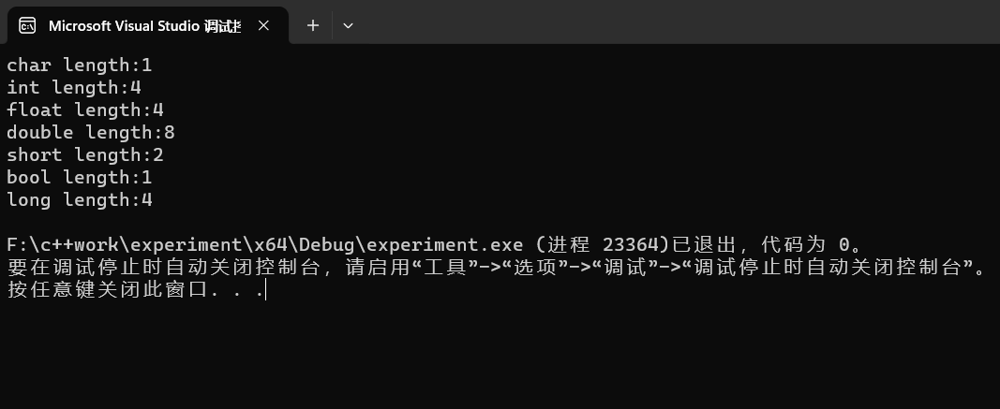 Microsoft Visual Studio 调试
char length:1
int length:4
float length:4
double length:8
short length:2
bool length:1
long length:4
F:\c++work\experiment\x64\Debug\experiment.exe (进程 23364)已退出，代码为 0。
要在调试停止时自动关闭控制台，请启用“工具”->“选项”->“调试”->“调试停止时自动关闭控制台”。
按任意键关闭此窗口. . .